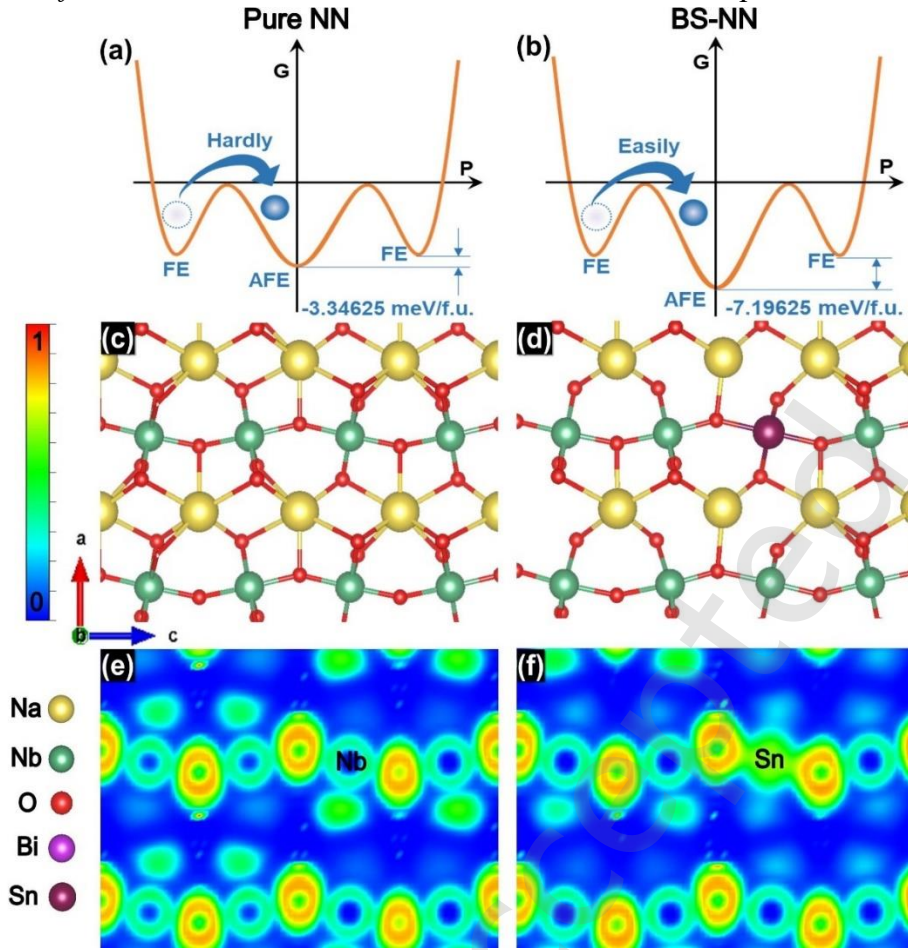 Pure NN
BS-NN
(a)
G
Hardly
P
FE
AFE
FE
-3.34625 meV/f.u.
(b)
G
Easily
P
FE
AFE
FE
-7.19625 meV/f.u.
1
0
a
b
c
(c)
(d)
Na
Nb
O
Bi
Sn
(e)
Nb
(f)
Sn
accepted